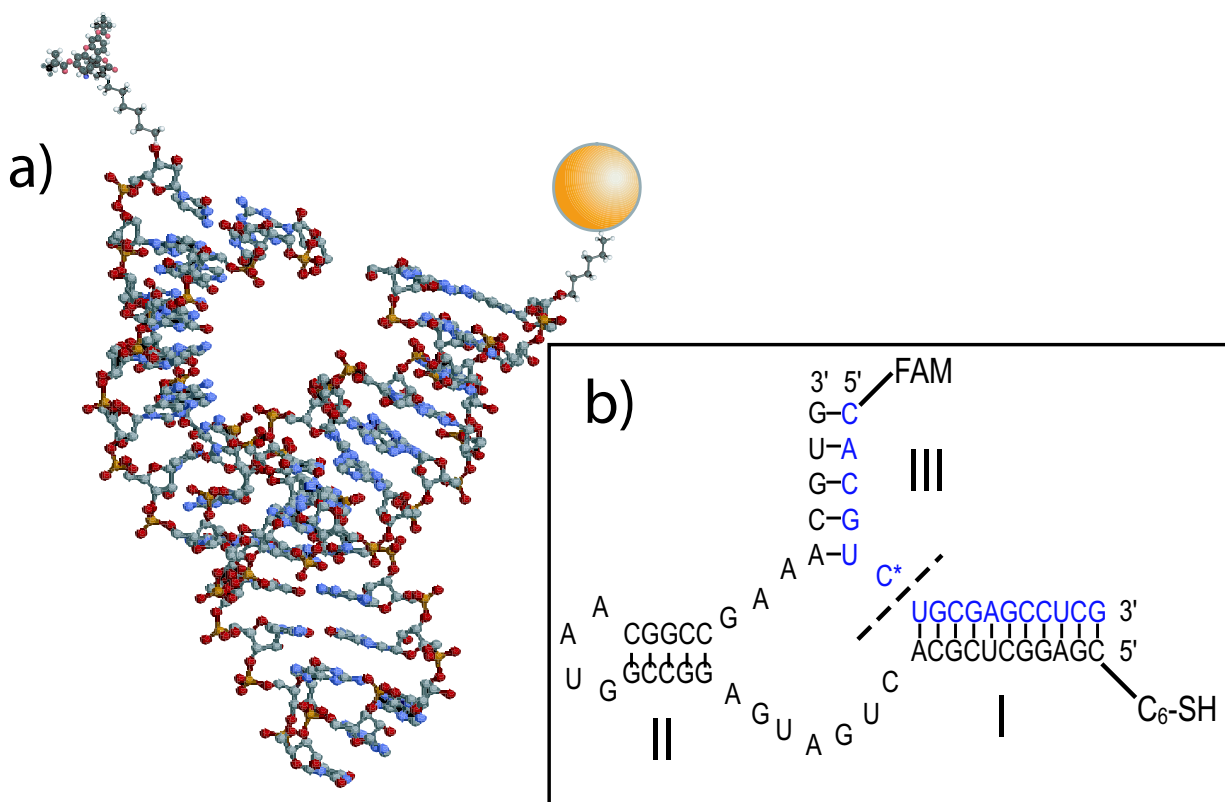 a)
b)
FAM
3' 5'
G C
U A
G C
C G
A U
III
C*
A
A
G
A
A
U
G
CGGCC
GCCGG
A
G
U
A
G
U
C
II
UGCGAGCCUCG 3'
ACGCUCGGAGC 5'
I
C6-SH